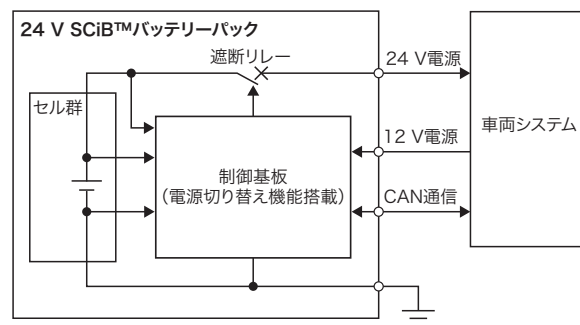 24 V SCiB™バッテリーパック
遮断リレー
24 V電源
セル群
車両システム
12 V電源
制御基板
（電源切り替え機能搭載）
CAN通信